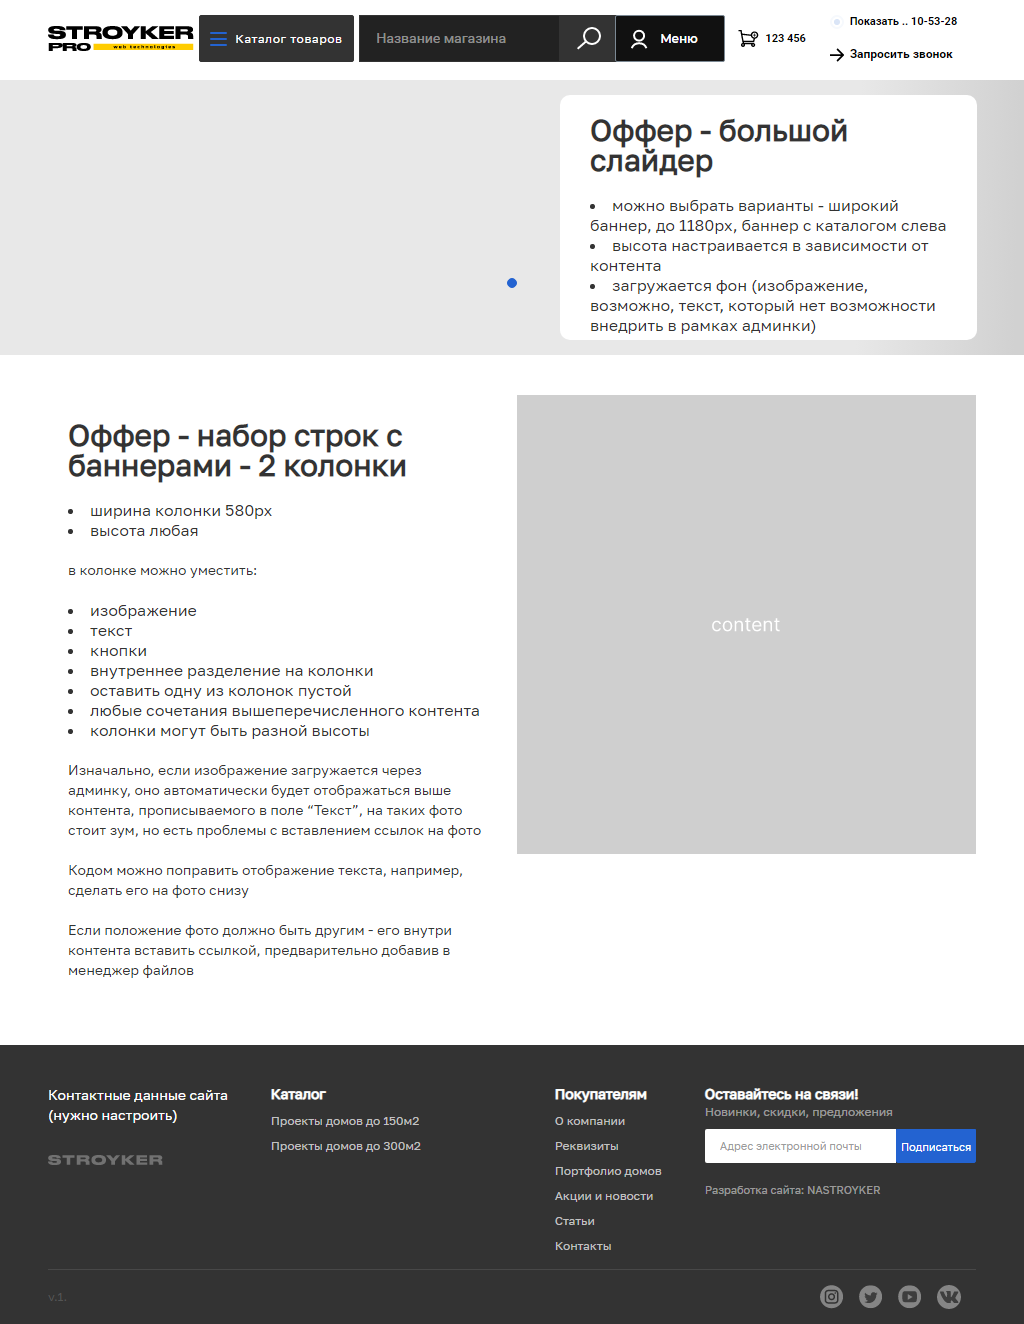 STROYKER
PRO web technologies
Каталог товаров
Название магазина
Меню
123 456
Показать .. 10-53-28
Запросить звонок
Оффер - большой
слайдер
• можно выбрать варианты - широкий
баннер, до 1180px, баннер с каталогом слева
• высота настраивается в зависимости от
контента
• загружается фон (изображение,
возможно, текст, который нет возможности
внедрить в рамках админки)
Оффер - набор строк с
баннерами - 2 колонки
• ширина колонки 580px
• высота любая
в колонке можно уместить:
• изображение
• текст
• кнопки
• внутреннее разделение на колонки
• оставить одну из колонок пустой
• любые сочетания вышеперечисленного контента
• колонки могут быть разной высоты
Изначально, если изображение загружается через
админку, оно автоматически будет отображаться выше
контента, прописываемого в поле “Текст”, на таких фото
стоит зум, но есть проблемы с вставлением ссылок на фото
Кодом можно поправить отображение текста, например,
сделать его на фото снизу
Если положение фото должно быть другим - его внутри
контента вставить ссылкой, предварительно добавив в
менеджер файлов
content
Контактные данные сайта
(нужно настроить)
STROYKER
Каталог
Проекты домов до 150м2
Проекты домов до 300м2
Покупателям
О компании
Реквизиты
Портфолио домов
Акции и новости
Статьи
Контакты
Оставайтесь на связи!
Новинки, скидки, предложения
Адрес электронной почты
Подписаться
Разработка сайта: NASTROYKER
v.1.